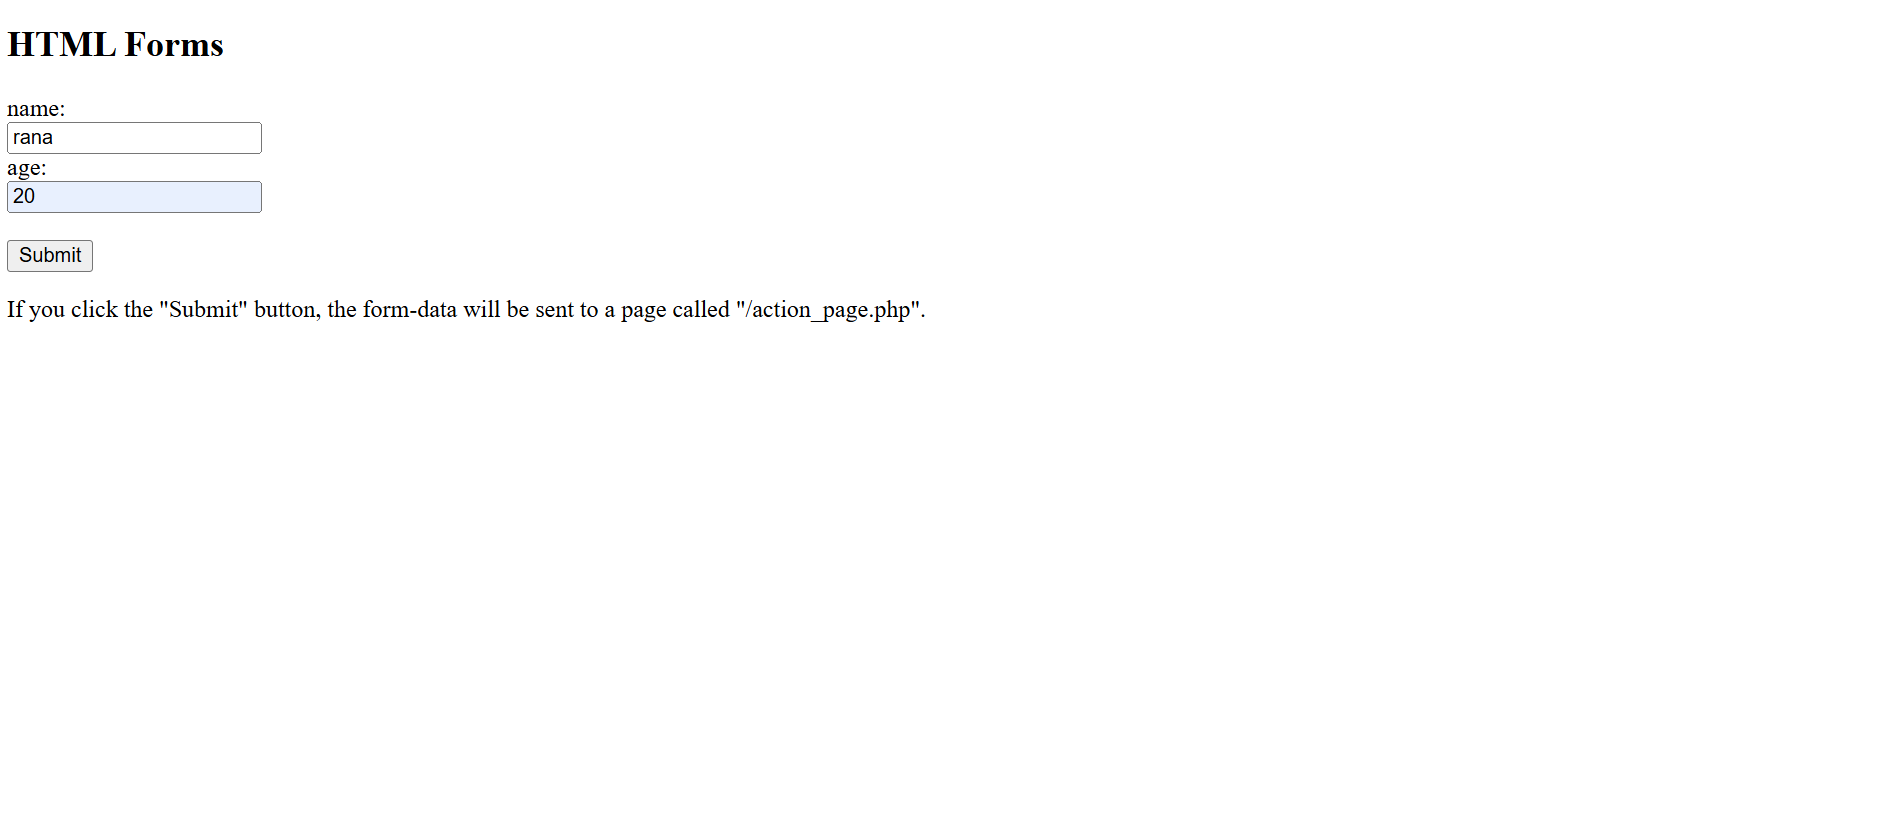 HTML Forms
name:
rana
age:
20
Submit
If you click the "Submit" button, the form-data will be sent to a page called "/action_page.php".